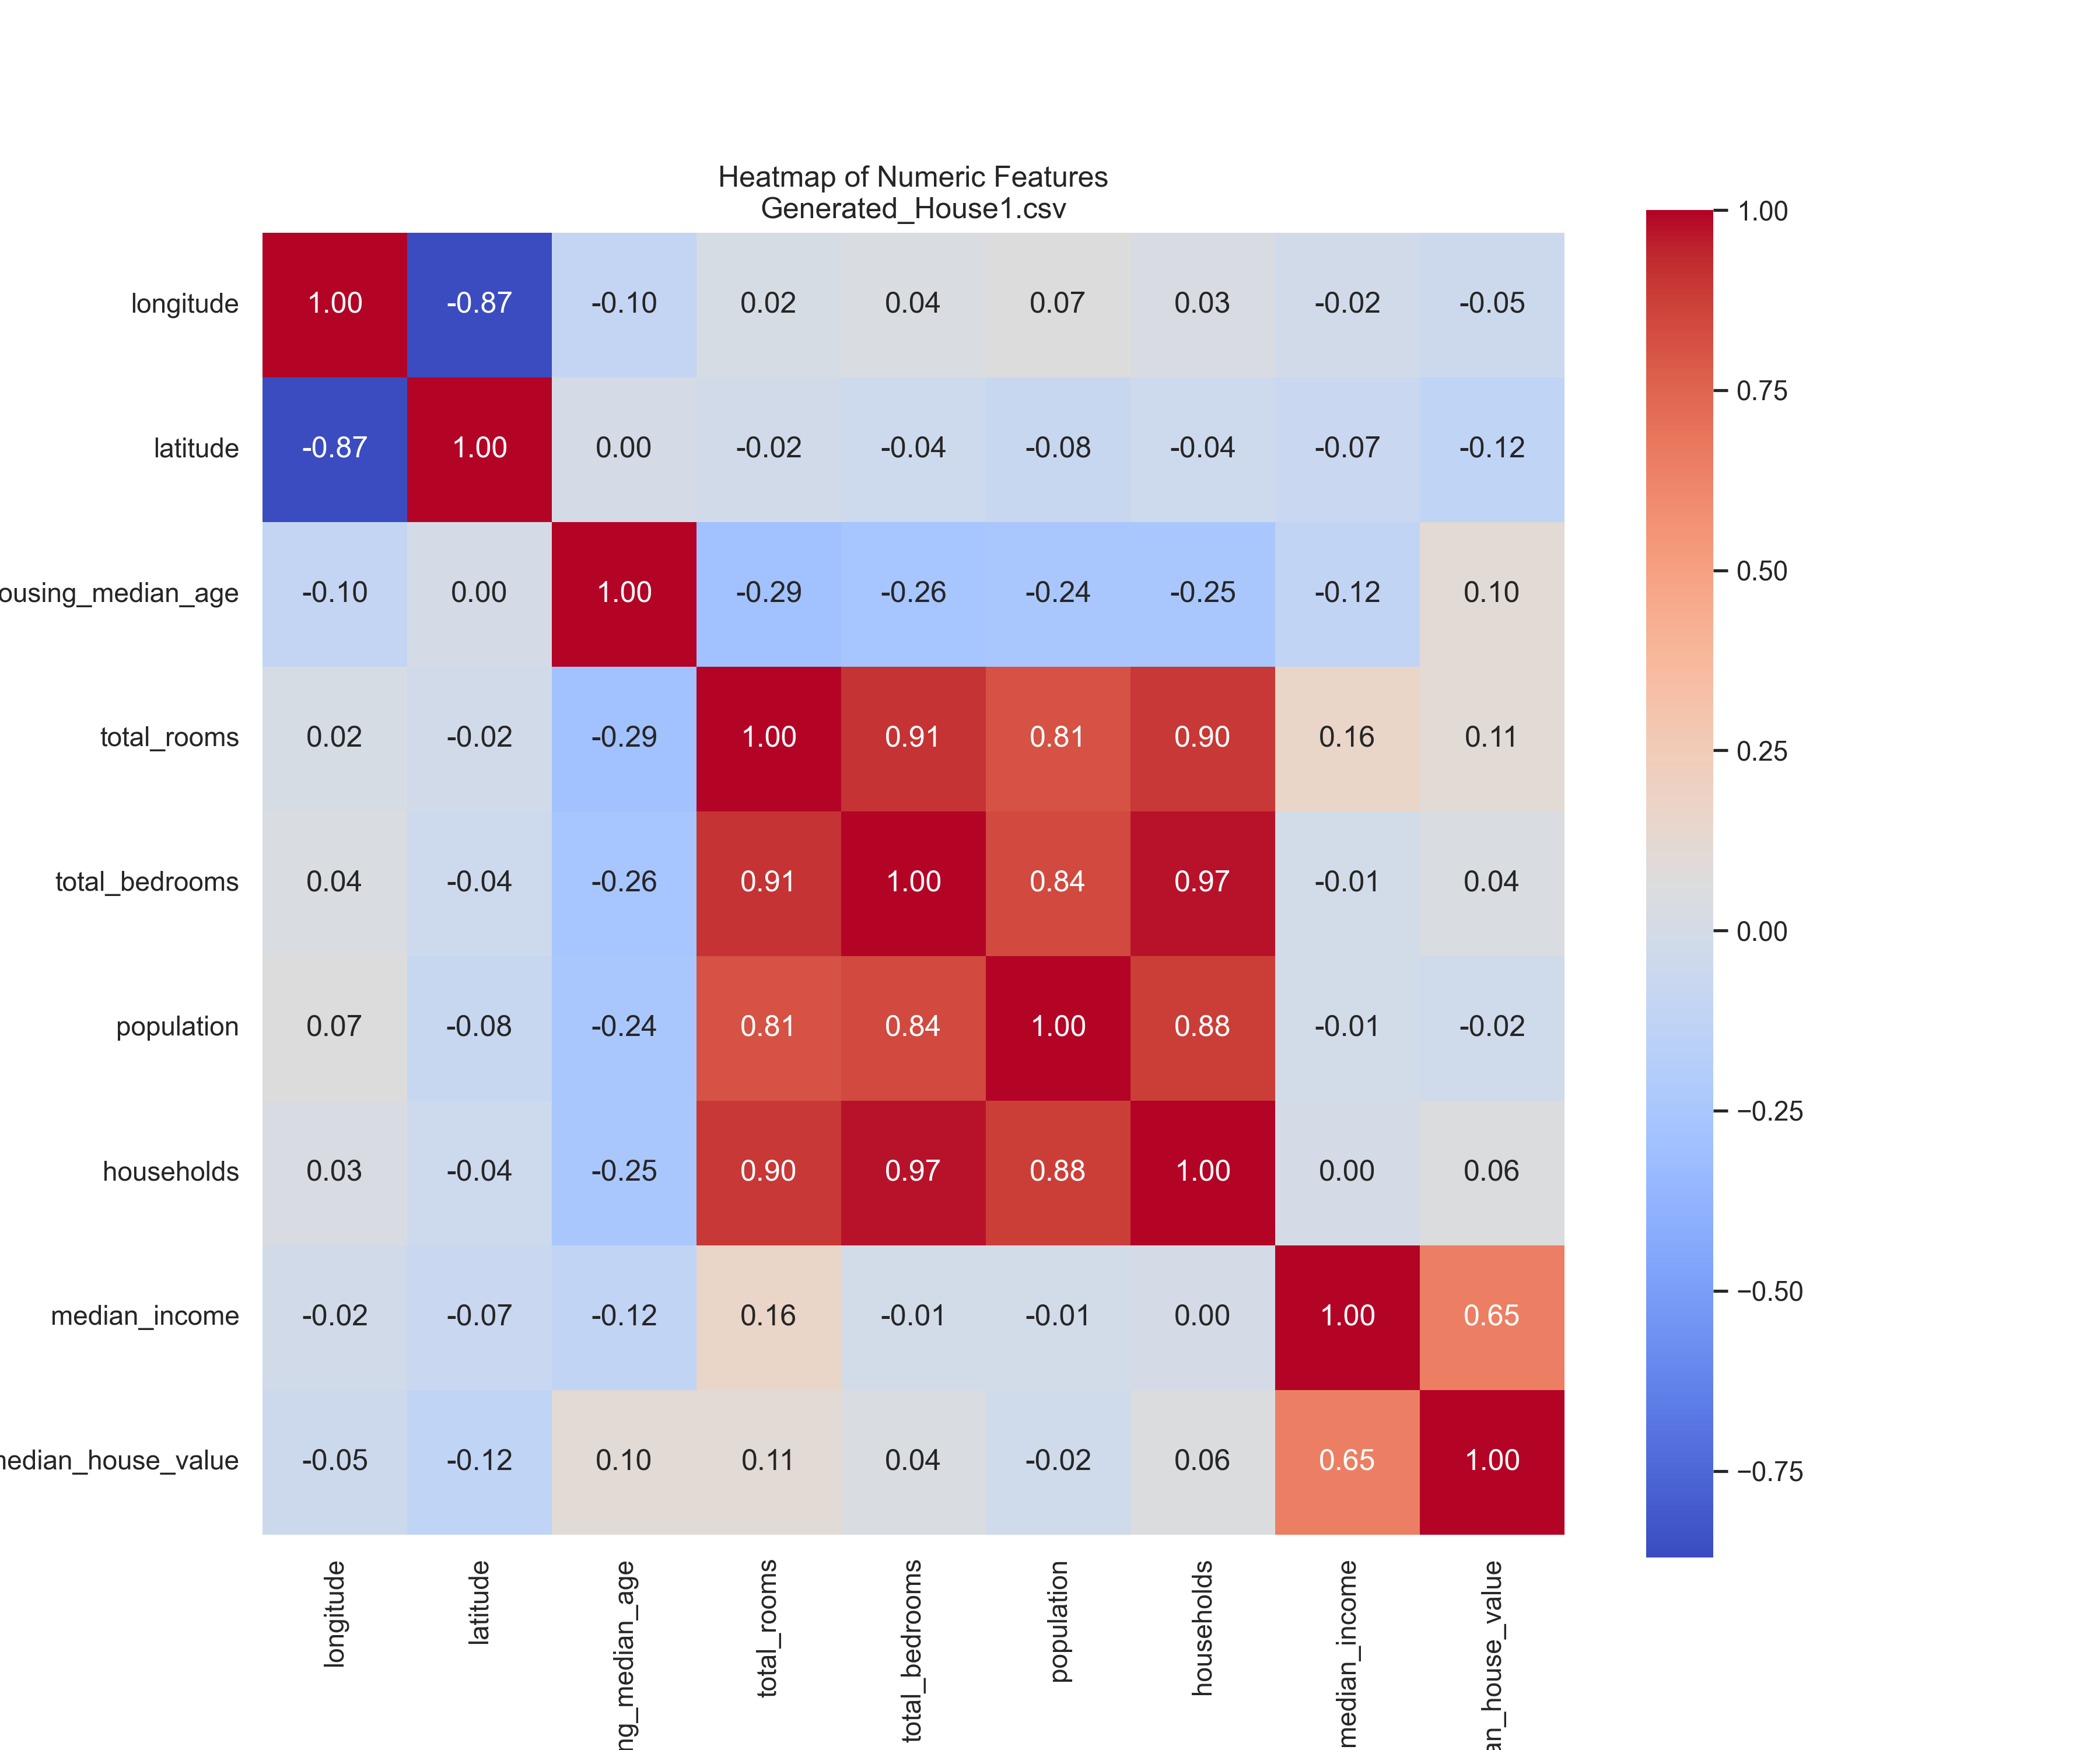 Heatmap of Numeric Features
Generated_House1.csv
longitude 1.00 -0.87 -0.10 0.02 0.04 0.07 0.03 -0.02 -0.05
latitude -0.87 1.00 0.00 -0.02 -0.04 -0.08 -0.04 -0.07 -0.12
ousing_median_age -0.10 0.00 1.00 -0.29 -0.26 -0.24 -0.25 -0.12 0.10
total_rooms 0.02 -0.02 -0.29 1.00 0.91 0.81 0.90 0.16 0.11
total_bedrooms 0.04 -0.04 -0.26 0.91 1.00 0.84 0.97 -0.01 0.04
population 0.07 -0.08 -0.24 0.81 0.84 1.00 0.88 -0.01 -0.02
households 0.03 -0.04 -0.25 0.90 0.97 0.88 1.00 0.00 0.06
median_income -0.02 -0.07 -0.12 0.16 -0.01 -0.01 0.00 1.00 0.65
nedian_house_value -0.05 -0.12 0.10 0.11 0.04 -0.02 0.06 0.65 1.00
longitude
latitude
ng_median_age
total_rooms
total_bedrooms
population
households
median_income
an_house_value
1.00
0.75
0.50
0.25
0.00
−0.25
−0.50
−0.75